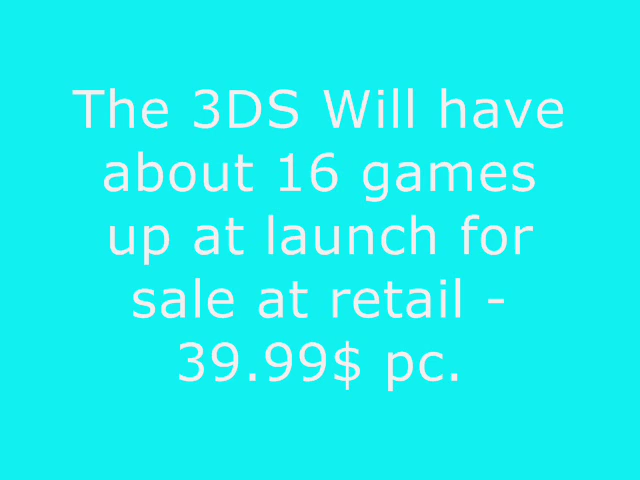 The 3DS Will have
about 16 games
up at launch for
sale at retail -
39.99$ pc.